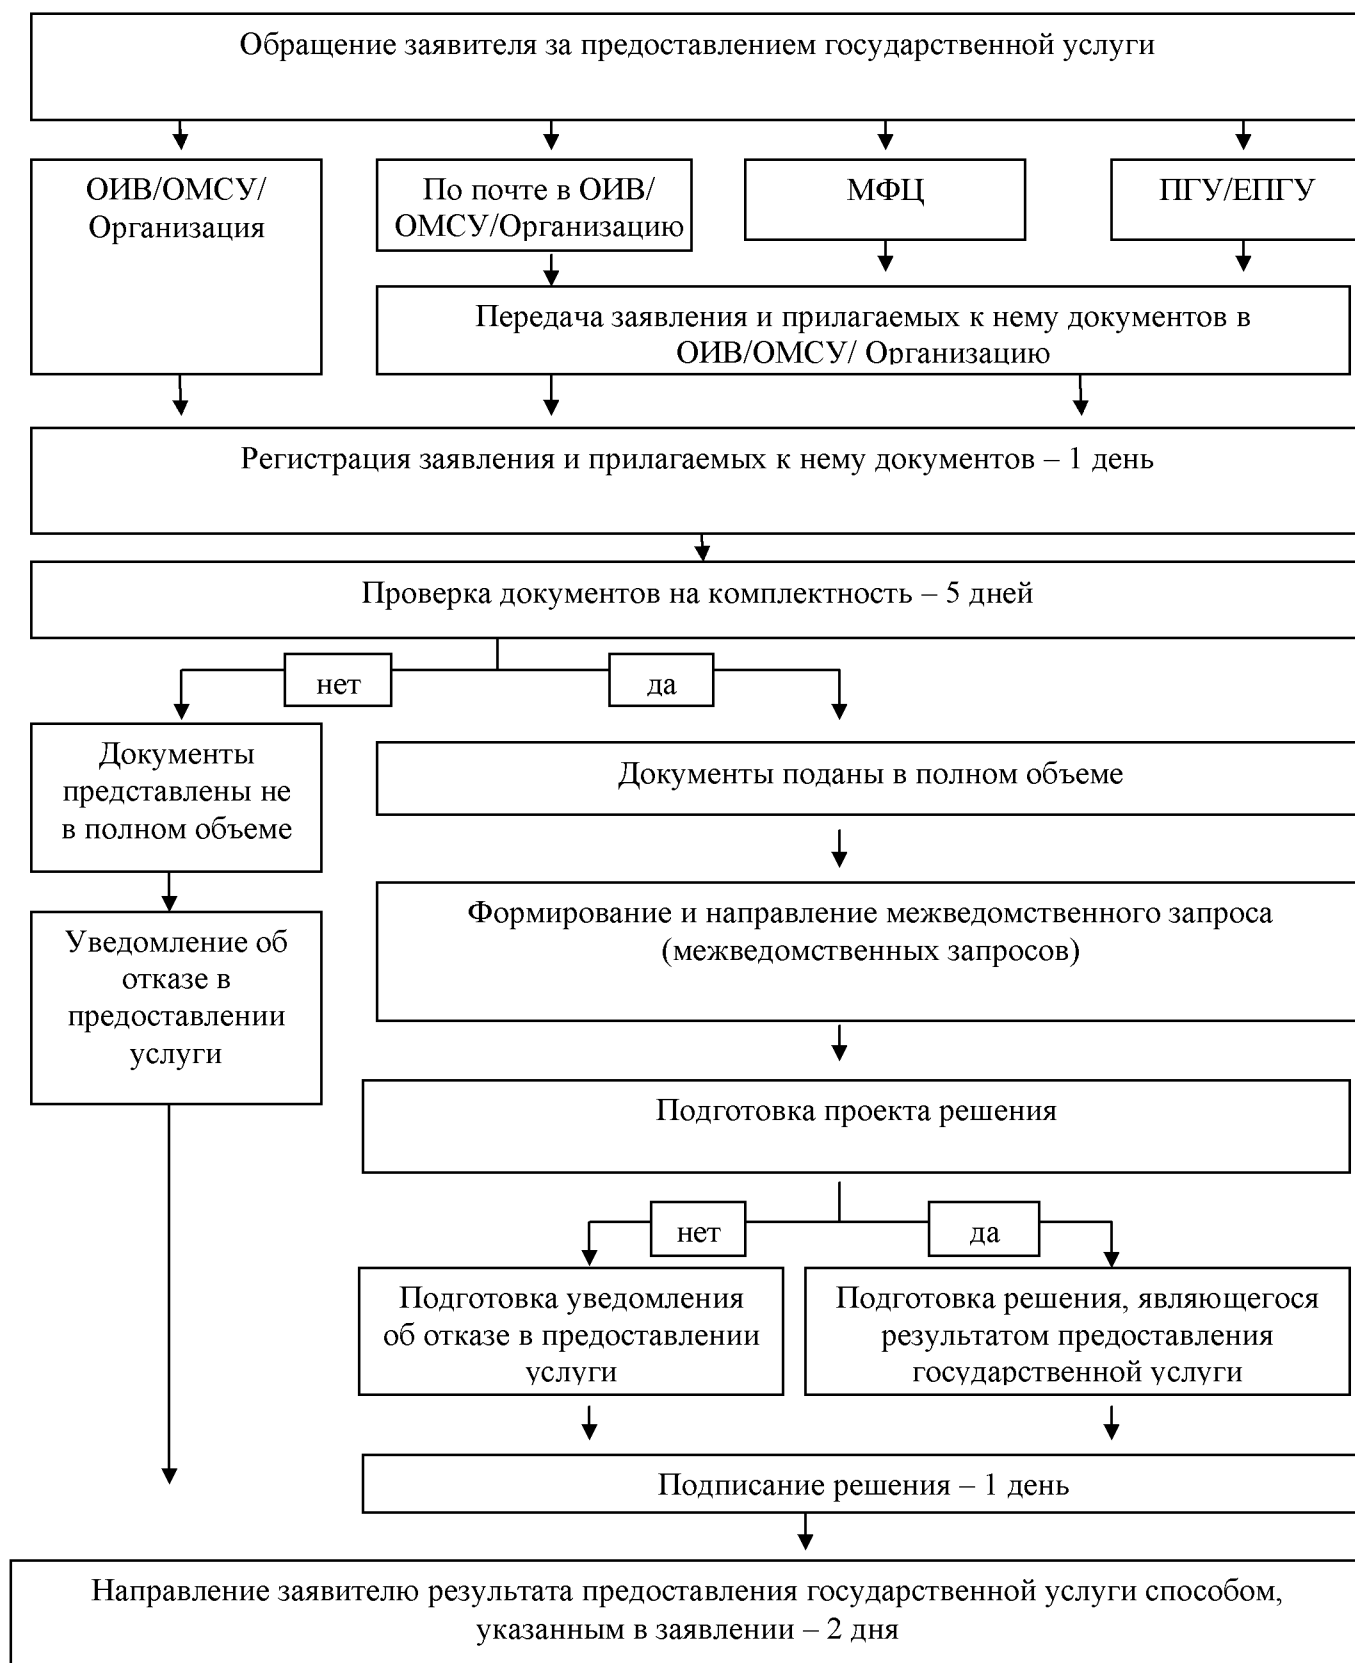 Обращение заявителя за предоставлением государственной услуги
ОИВ/ОМСУ/
Организация
По почте в ОИВ/
ОМСУ/Организацию
МФЦ
ПГУ/ЕПГУ
Передача заявления и прилагаемых к нему документов в
ОИВ/ОМСУ/ Организацию
Регистрация заявления и прилагаемых к нему документов – 1 день
Проверка документов на комплектность – 5 дней
нет
да
Документы
представлены не
в полном объеме
Документы поданы в полном объеме
Уведомление об
отказе в
предоставлении
услуги
Формирование и направление межведомственного запроса
(межведомственных запросов)
Подготовка проекта решения
нет
да
Подготовка уведомления
об отказе в предоставлении
услуги
Подготовка решения, являющегося
результатом предоставления
государственной услуги
Подписание решения – 1 день
Направление заявителю результата предоставления государственной услуги способом,
указанным в заявлении – 2 дня